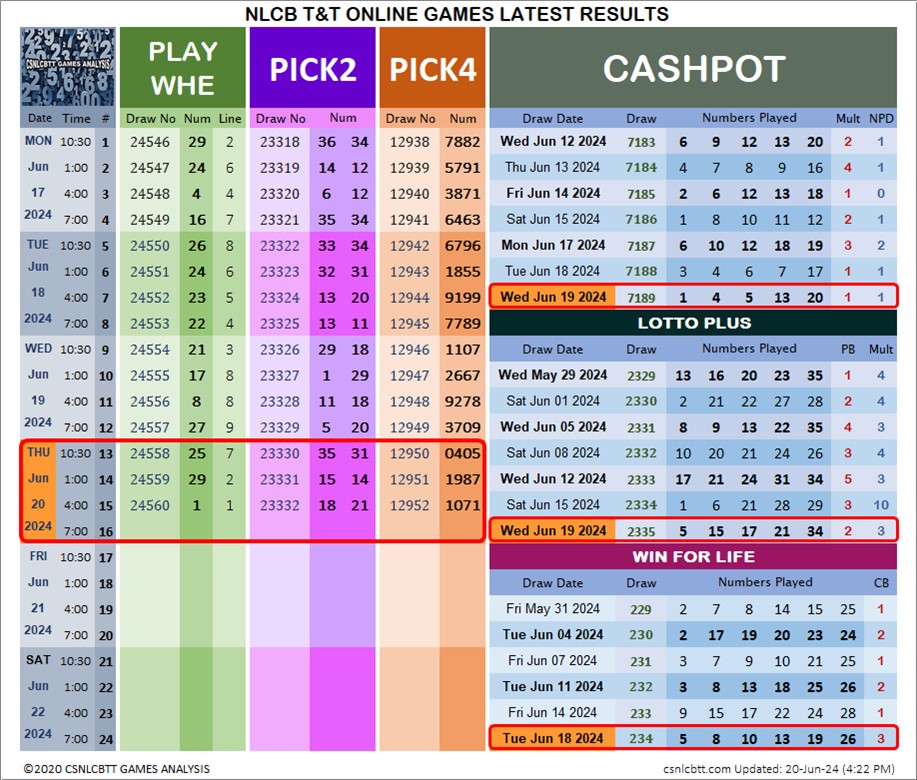 NLCB T&T ONLINE GAMES LATEST RESULTS
CSNLCBTT GAMES ANALYSIS
PLAY WHE PICK2 PICK4 CASHPOT
Date Time # Draw No Num Line Draw No Num Draw No Num Draw Date Draw Numbers Played Mult NPD
MON 10:30 1 24546 29 2 23318 36 34 12938 7882 Wed Jun 12 2024 7183 6 9 12 13 20 2 1
Jun 1:00 2 24547 24 6 23319 14 12 12939 5791 Thu Jun 13 2024 7184 4 7 8 9 16 4 1
17 4:00 3 24548 4 4 23320 6 12 12940 3871 Fri Jun 14 2024 7185 2 6 12 13 18 1 0
2024 7:00 4 24549 16 7 23321 35 34 12941 6463 Sat Jun 15 2024 7186 1 8 10 11 12 2 1
TUE 10:30 5 24550 26 8 23322 33 34 12942 6796 Mon Jun 17 2024 7187 6 10 12 18 19 3 2
Jun 1:00 6 24551 24 6 23323 32 31 12943 1855 Tue Jun 18 2024 7188 3 4 6 7 17 1 1
18 4:00 7 24552 23 5 23324 13 20 12944 9199 Wed Jun 19 2024 7189 1 4 5 13 20 1 1
2024 7:00 8 24553 22 4 23325 13 11 12945 7789 LOTTO PLUS
WED 10:30 9 24554 21 3 23326 29 18 12946 1107 Draw Date Draw Numbers Played PB Mult
Jun 1:00 10 24555 17 8 23327 1 29 12947 2667 Wed May 29 2024 2329 13 16 20 23 35 1 4
19 4:00 11 24556 8 8 23328 11 18 12948 9278 Sat Jun 01 2024 2330 2 21 22 27 28 2 4
2024 7:00 12 24557 27 9 23329 5 20 12949 3709 Wed Jun 05 2024 2331 8 9 13 22 35 4 3
THU 10:30 13 24558 25 7 23330 35 31 12950 0405 Sat Jun 08 2024 2332 10 20 21 24 26 3 4
Jun 1:00 14 24559 29 2 23331 15 14 12951 1987 Wed Jun 12 2024 2333 17 21 24 31 34 5 3
20 4:00 15 24560 1 1 23332 18 21 12952 1071 Sat Jun 15 2024 2334 1 6 21 28 29 3 10
2024 7:00 16 Wed Jun 19 2024 2335 5 15 17 21 34 2 3
FRI 10:30 17 WIN FOR LIFE
Jun 1:00 18 Draw Date Draw Numbers Played CB
21 4:00 19 Fri May 31 2024 229 2 7 8 14 15 25 1
2024 7:00 20 Tue Jun 04 2024 230 2 17 19 20 23 24 2
SAT 10:30 21 Fri Jun 07 2024 231 3 7 9 10 21 25 1
Jun 1:00 22 Tue Jun 11 2024 232 3 8 13 18 25 26 2
22 4:00 23 Fri Jun 14 2024 233 9 15 17 22 24 28 1
2024 7:00 24 Tue Jun 18 2024 234 5 8 10 13 19 26 3
©2020 CSNLCBTT GAMES ANALYSIS csnlcbtt.com Updated: 20-Jun-24 (4:22 PM)